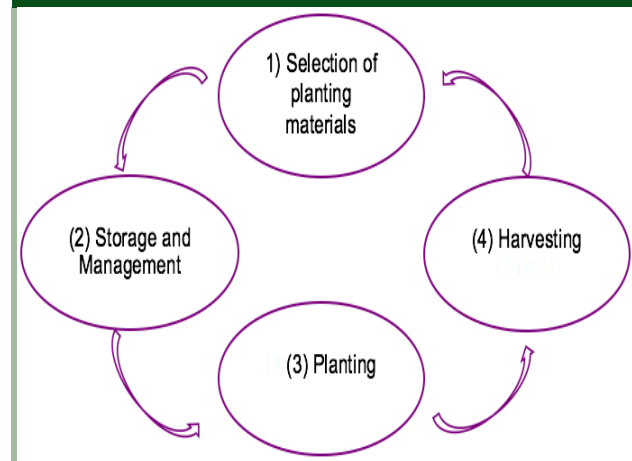 1) Selection of
planting
materials
(2) Storage and
Management
(4) Harvesting
(3) Planting